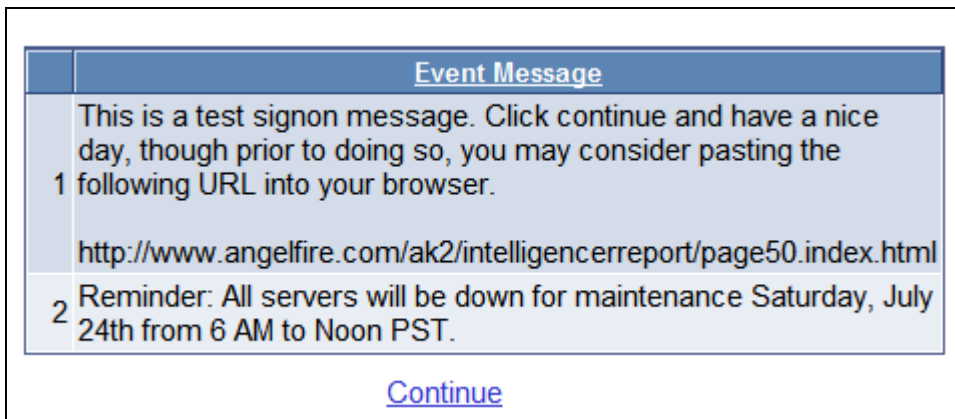 Event Message
This is a test signon message. Click continue and have a nice
day, though prior to doing so, you may consider pasting the
1 following URL into your browser.
http://www.angelfire.com/ak2/intelligencerreport/page50.index.html
2 Reminder: All servers will be down for maintenance Saturday, July
24th from 6 AM to Noon PST.
Continue